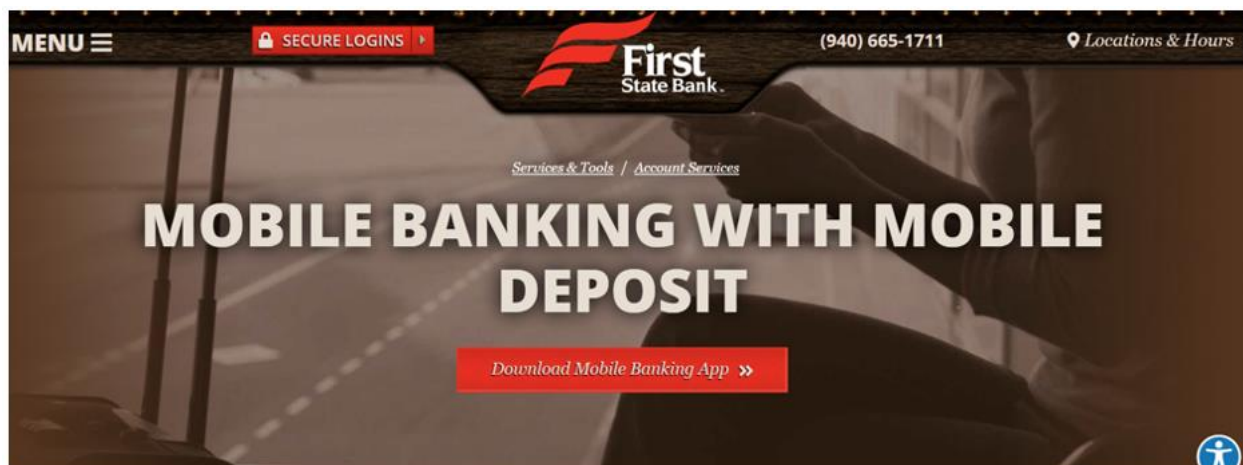 MENU
SECURE LOGINS
First
State Bank
(940) 665-1711
Locations & Hours
Services & Tools / Account Services
MOBILE BANKING WITH MOBILE
DEPOSIT
Download Mobile Banking App »